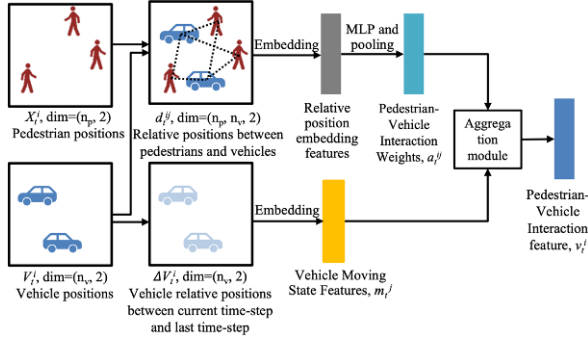 Embedding
MLP and
pooling
X_t^i, dim=(n_p, 2)
Pedestrian positions
d_t^ij, dim=(n_p, n_v, 2)
Relative positions between
pedestrians and vehicles
Relative
position
embedding
features
Pedestrian-
Vehicle
Interaction
Weights, a_t^ij
Aggrega
tion
module
Embedding
V_t^i, dim=(n_v, 2)
Vehicle positions
ΔV_t^i, dim=(n_v, 2)
Vehicle relative positions
between current time-step
and last time-step
Vehicle Moving
State Features, m_t^j
Pedestrian-
Vehicle
Interaction
feature, v_t^i